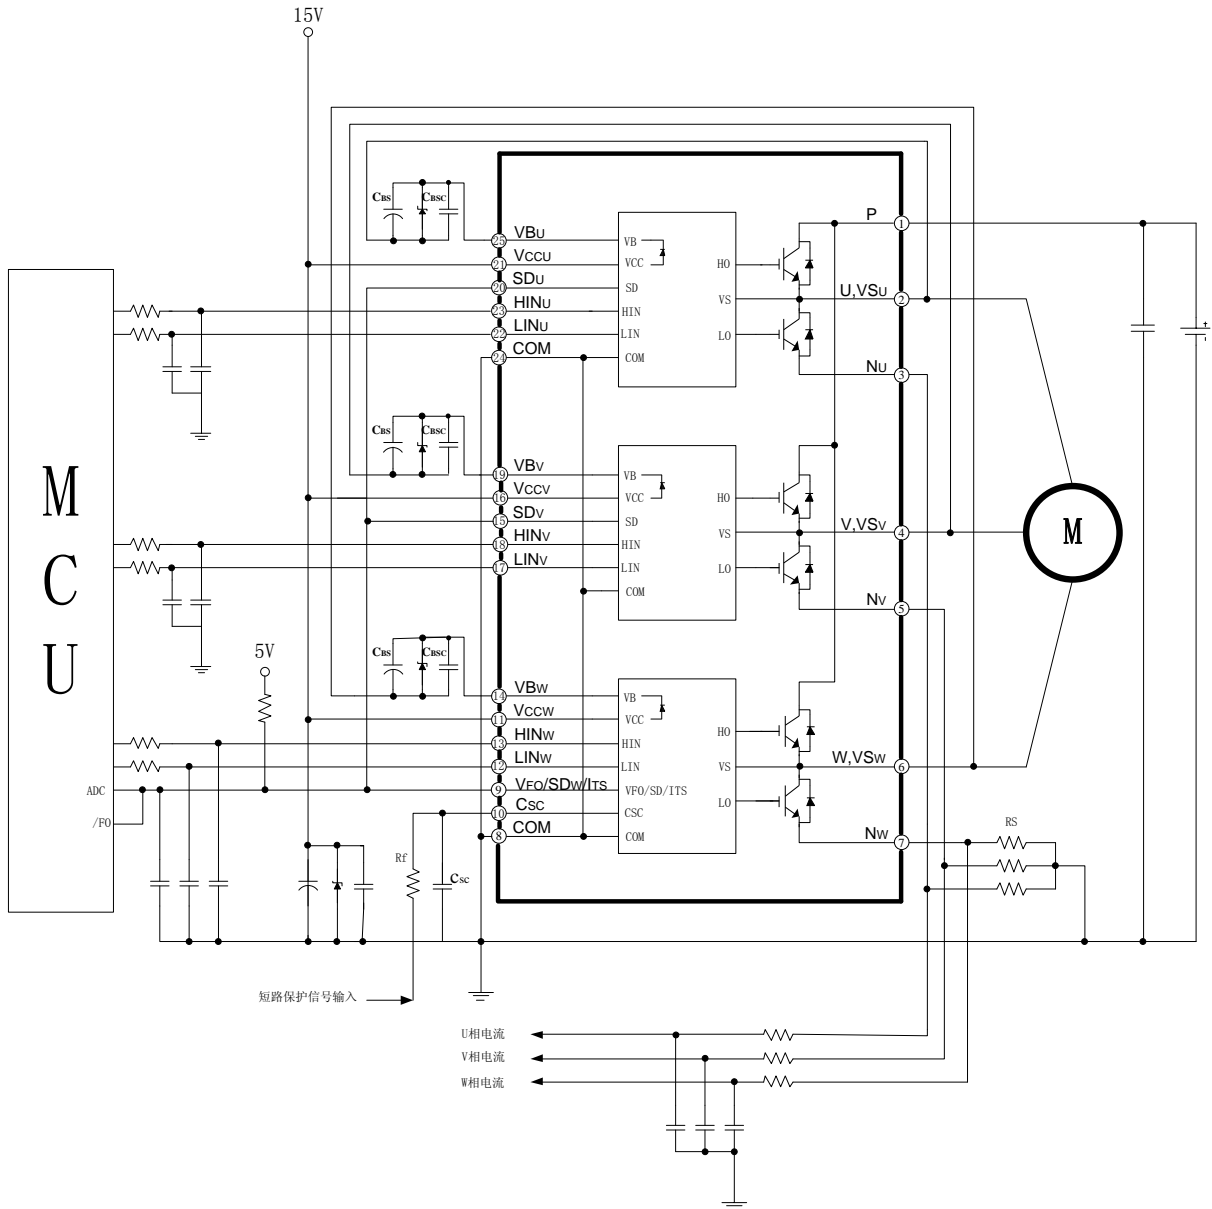 15V
CBS
CBSC
25
VBU
21
VCCU
20
SDU
23
HINU
22
LINU
24
COM
VB
VCC
SD
HIN
LIN
COM
HO
VS
LO
P
1
U,VSU
2
NU
3
CBS
CBSC
19
VBV
16
VCCV
15
SDV
18
HINV
17
LINV
VB
VCC
SD
HIN
LIN
COM
HO
VS
LO
V,VSV
4
NV
5
M
MCU
5V
CBS
CBSC
14
VBW
11
VCCW
13
HINW
12
LINW
9
VFO/SDW/ITS
10
CSC
8
COM
VB
VCC
HIN
LIN
VFO/SD/ITS
CSC
COM
HO
VS
LO
W,VSW
6
NW
7
RS
ADC
/FO
Rf
Csc
+
-
短路保护信号输入
U相电流
V相电流
W相电流